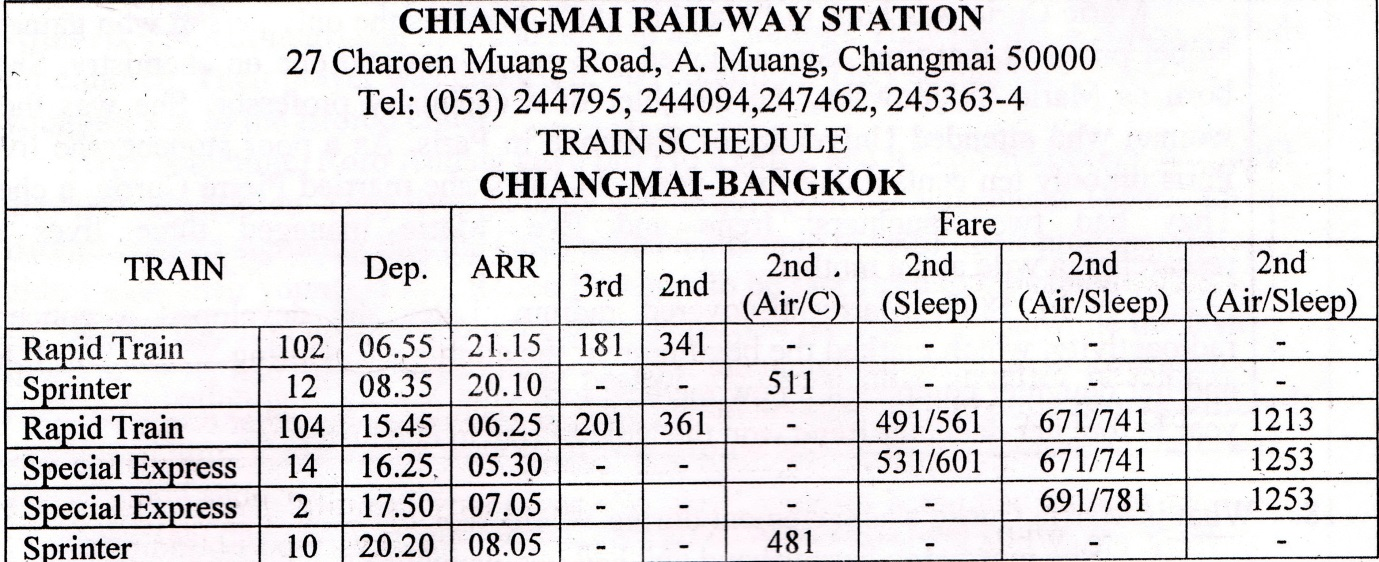 CHIANGMAI RAILWAY STATION
27 Charoen Muang Road, A. Muang, Chiangmai 50000
Tel: (053) 244795, 244094,247462, 245363-4
TRAIN SCHEDULE
CHIANGMAI-BANGKOK
TRAIN Dep. ARR Fare
3rd 2nd 2nd (Air/C) 2nd (Sleep) 2nd (Air/Sleep) 2nd (Air/Sleep)
Rapid Train 102 06.55 21.15 181 341 - - - -
Sprinter 12 08.35 20.10 - - 511 - - -
Rapid Train 104 15.45 06.25 201 361 - 491/561 671/741 1213
Special Express 14 16.25 05.30 - - - 531/601 671/741 1253
Special Express 2 17.50 07.05 - - - - 691/781 1253
Sprinter 10 20.20 08.05 - - 481 - - -